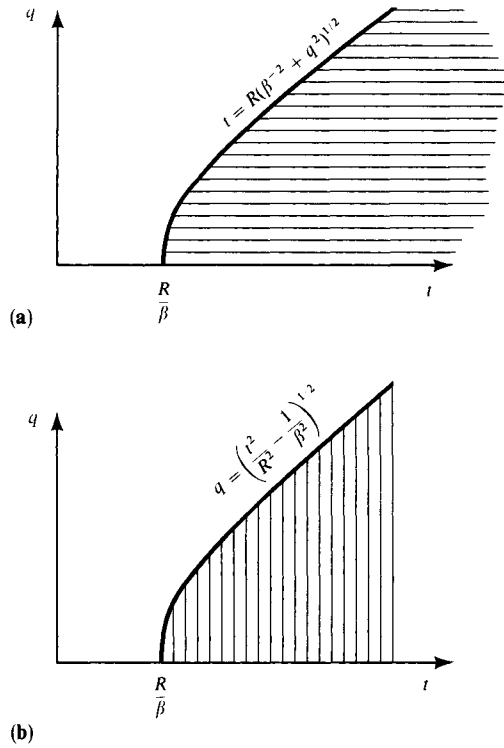 q
t = R(β⁻² + q²)^{1/2}
R/β
t
(a)
q
q = (t²/R² − 1/β²)^{1/2}
R/β
t
(b)